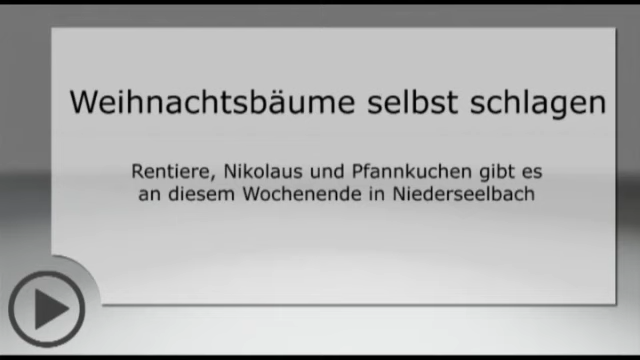 Weihnachtsbäume selbst schlagen
Rentiere, Nikolaus und Pfannkuchen gibt es
an diesem Wochenende in Niederseelbach